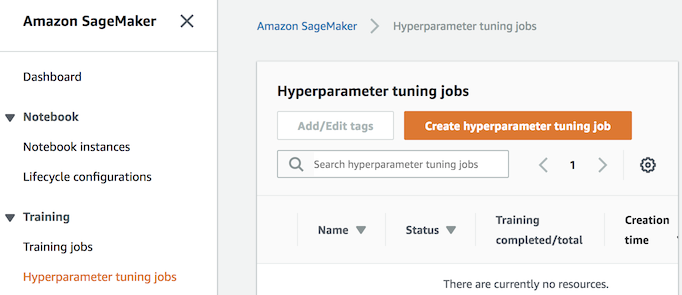 Amazon SageMaker
Dashboard
Notebook
Notebook instances
Lifecycle configurations
Training
Training jobs
Hyperparameter tuning jobs
Amazon SageMaker Hyperparameter tuning jobs
Hyperparameter tuning jobs
Add/Edit tags Create hyperparameter tuning job
Search hyperparameter tuning jobs 1
Name Status Training completed/total Creation time
There are currently no resources.